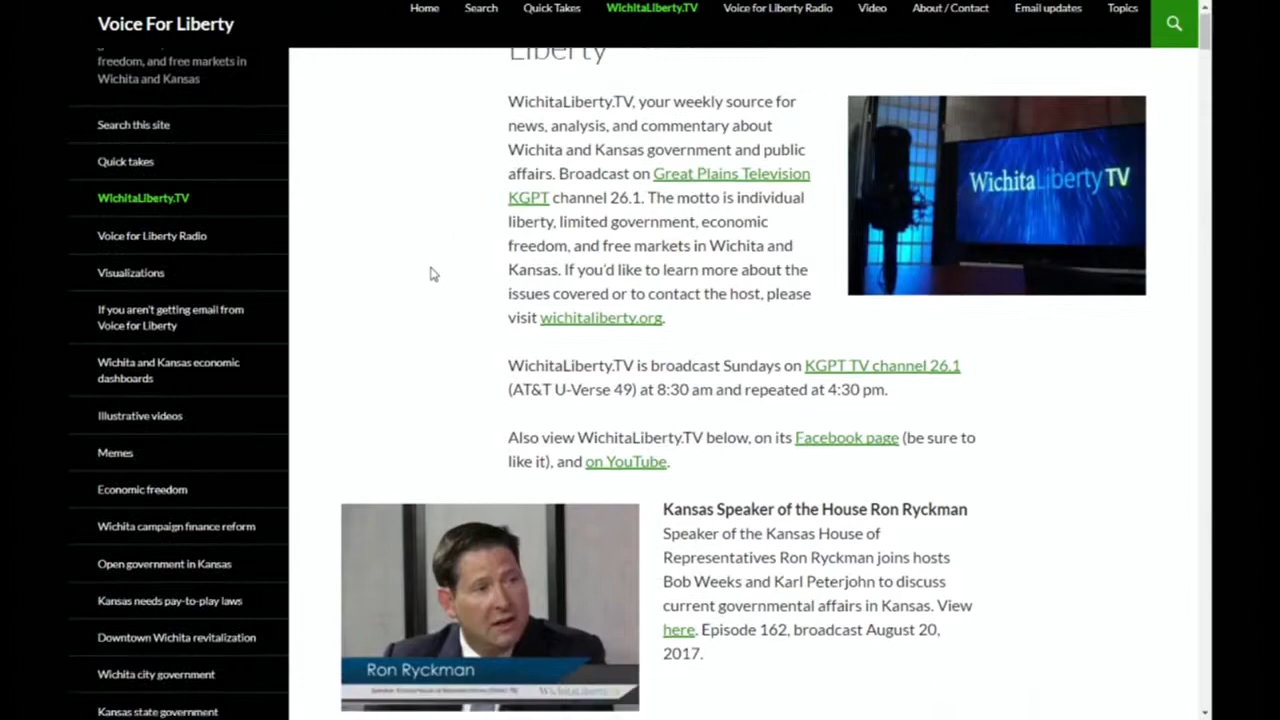 Voice For Liberty
Home
Search
Quick Takes
WichitaLiberty.TV
Voice for Liberty Radio
Video
About / Contact
Email updates
Topics
freedom, and free markets in
Wichita and Kansas
Search this site
Quick takes
WichitaLiberty.TV
Voice for Liberty Radio
Visualizations
If you aren't getting email from
Voice for Liberty
Wichita and Kansas economic
dashboards
Illustrative videos
Memes
Economic freedom
Wichita campaign finance reform
Open government in Kansas
Kansas needs pay-to-play laws
Downtown Wichita revitalization
Wichita city government
Kansas state government
Liberty
WichitaLiberty.TV, your weekly source for
news, analysis, and commentary about
Wichita and Kansas government and public
affairs. Broadcast on Great Plains Television
KGPT channel 26.1. The motto is individual
liberty, limited government, economic
freedom, and free markets in Wichita and
Kansas. If you'd like to learn more about the
issues covered or to contact the host, please
visit wichitaliberty.org.
WichitaLiberty TV
WichitaLiberty.TV is broadcast Sundays on KGPT TV channel 26.1
(AT&T U-Verse 49) at 8:30 am and repeated at 4:30 pm.
Also view WichitaLiberty.TV below, on its Facebook page (be sure to
like it), and on YouTube.
Ron Ryckman
WichitaLiberty TV
Kansas Speaker of the House Ron Ryckman
Speaker of the Kansas House of
Representatives Ron Ryckman joins hosts
Bob Weeks and Karl Peterjohn to discuss
current governmental affairs in Kansas. View
here. Episode 162, broadcast August 20,
2017.